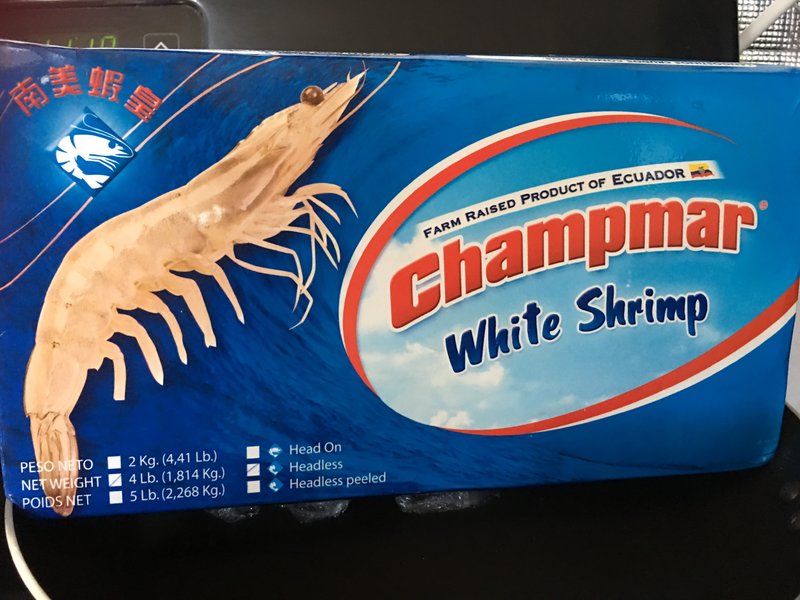 南美蝦皇
FARM RAISED PRODUCT OF ECUADOR
Champmar®
White Shrimp
PESO NETO
NET WEIGHT
POIDS NET
2 Kg. (4,41 Lb.)
4 Lb. (1,814 Kg.)
5 Lb. (2,268 Kg.)
Head On
Headless
Headless peeled